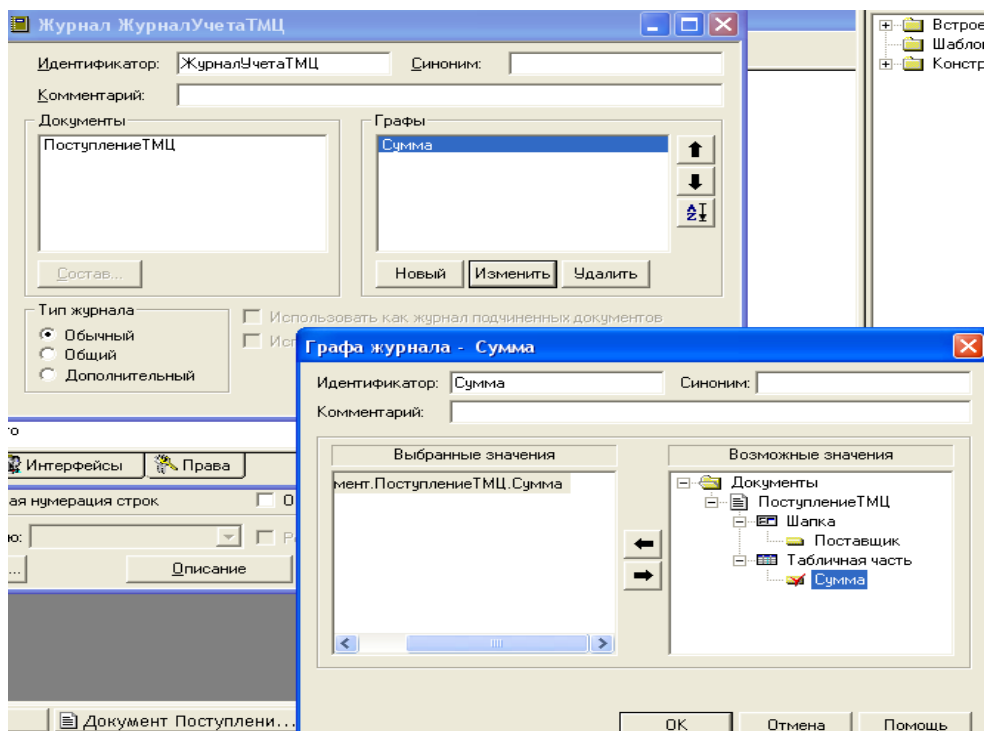 Журнал ЖурналУчетаТМЦ
Встрое
Шабло
Констр
Идентификатор: ЖурналУчетаТМЦ Синоним:
Комментарий:
Документы
ПоступлениеТМЦ
Состав...
Графы
Сумма
Новый Изменить Удалить
Тип журнала
Обычный
Общий
Дополнительный
Использовать как журнал подчиненных документов
Исп
Графа журнала - Сумма
Идентификатор: Сумма Синоним:
Комментарий:
Выбранные значения
мент.ПоступлениеТМЦ.Сумма
Возможные значения
Документы
ПоступлениеТМЦ
Шапка
Поставщик
Табличная часть
Сумма
ОК Отмена Помощь
го
Интерфейсы Права
ая нумерация строк О
ю: Р
... Описание
Документ Поступлени...